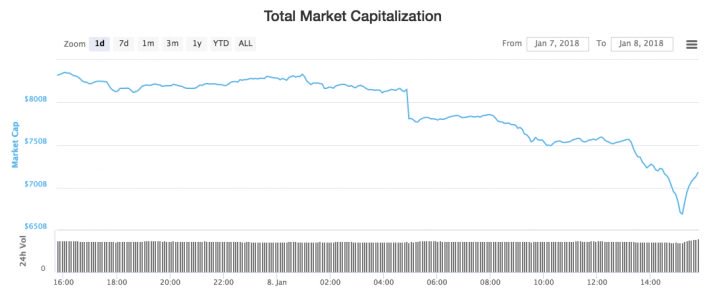 Total Market Capitalization
Zoom 1d 7d 1m 3m 1y YTD ALL From Jan 7, 2018 To Jan 8, 2018
$800B
$750B
$700B
$650B
Market Cap
24h Vol
0
16:00 18:00 20:00 22:00 8. Jan 02:00 04:00 06:00 08:00 10:00 12:00 14:00